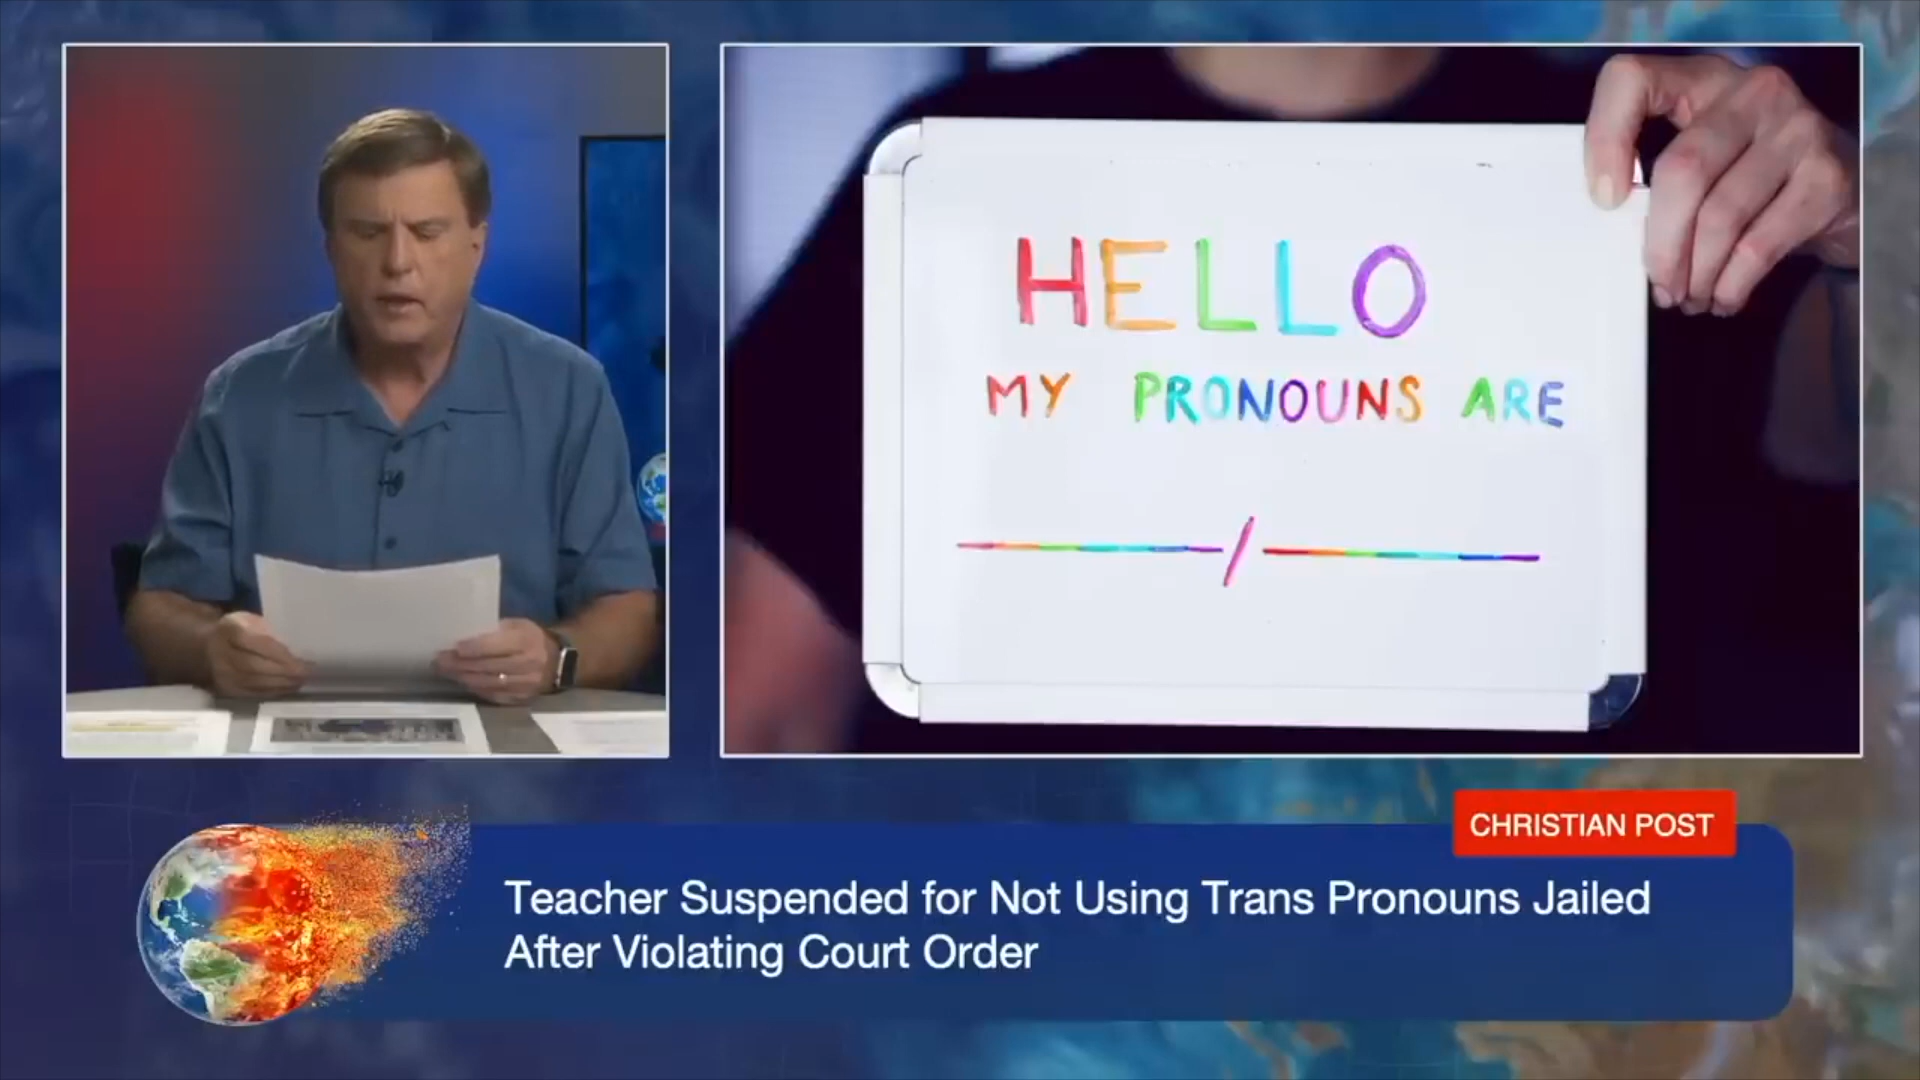 HELLO
MY PRONOUNS ARE
/
CHRISTIAN POST
Teacher Suspended for Not Using Trans Pronouns Jailed
After Violating Court Order